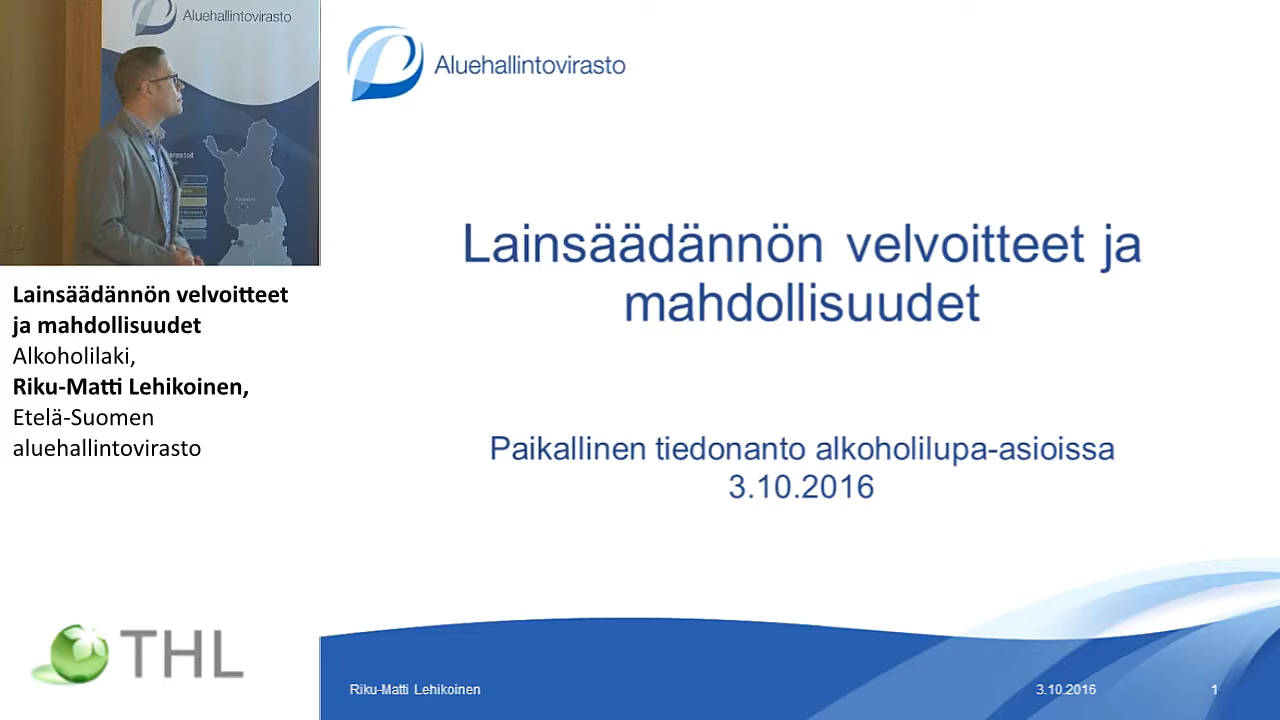 Aluehallintovirasto
Lainsäädännön velvoitteet
ja mahdollisuudet
Alkoholilaki,
Riku-Matti Lehikoinen,
Etelä-Suomen
aluehallintovirasto
THL
Aluehallintovirasto
Lainsäädännön velvoitteet ja
mahdollisuudet
Paikallinen tiedonanto alkoholilupa-asioissa
3.10.2016
Riku-Matti Lehikoinen
3.10.2016
1